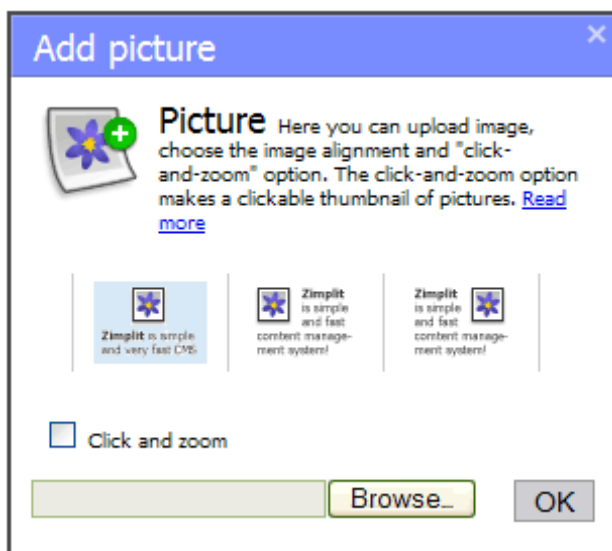 Add picture
×
Picture Here you can upload image,
choose the image alignment and "click-
and-zoom" option. The click-and-zoom option
makes a clickable thumbnail of pictures. Read
more
Zimplit is simple
and very fast CMS
Zimplit
is simple
and fast
comtent manage-
ment system!
Zimplit
is simple
and fast
comtent manage-
ment system!
Click and zoom
Browse...
OK